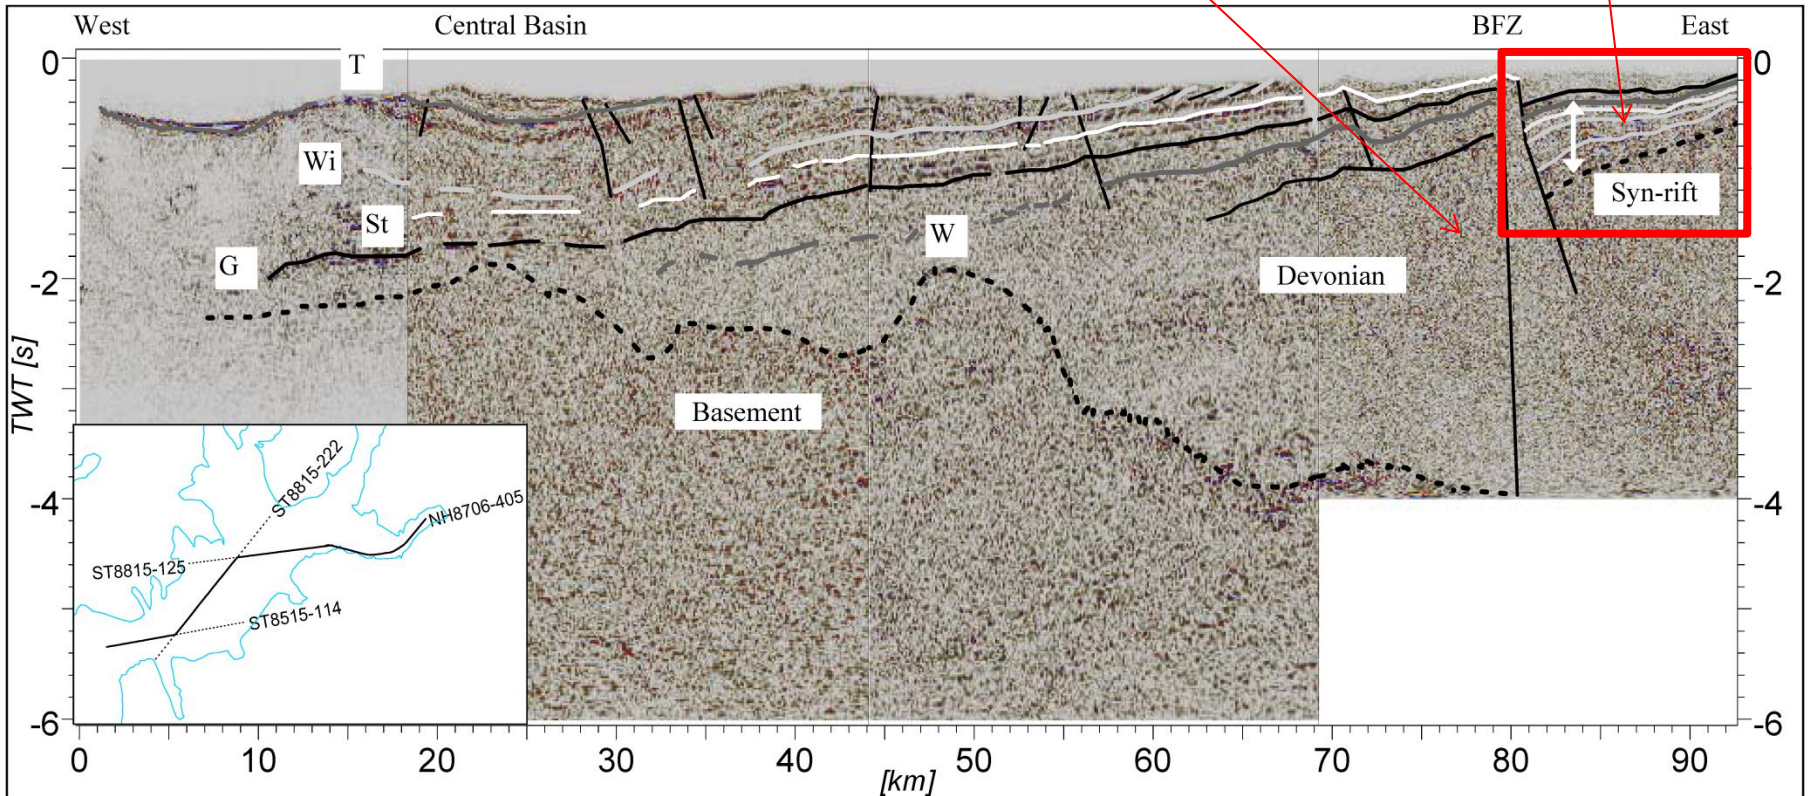 West Central Basin BFZ East
T
0 0
Wi
Syn-rift
St
W
G
Devonian
-2 -2
TWT [s]
Basement
ST8815-222
NH8706-405
-4 -4
ST8815-125
ST8515-114
-6 -6
0 10 20 30 40 50 60 70 80 90
[km]